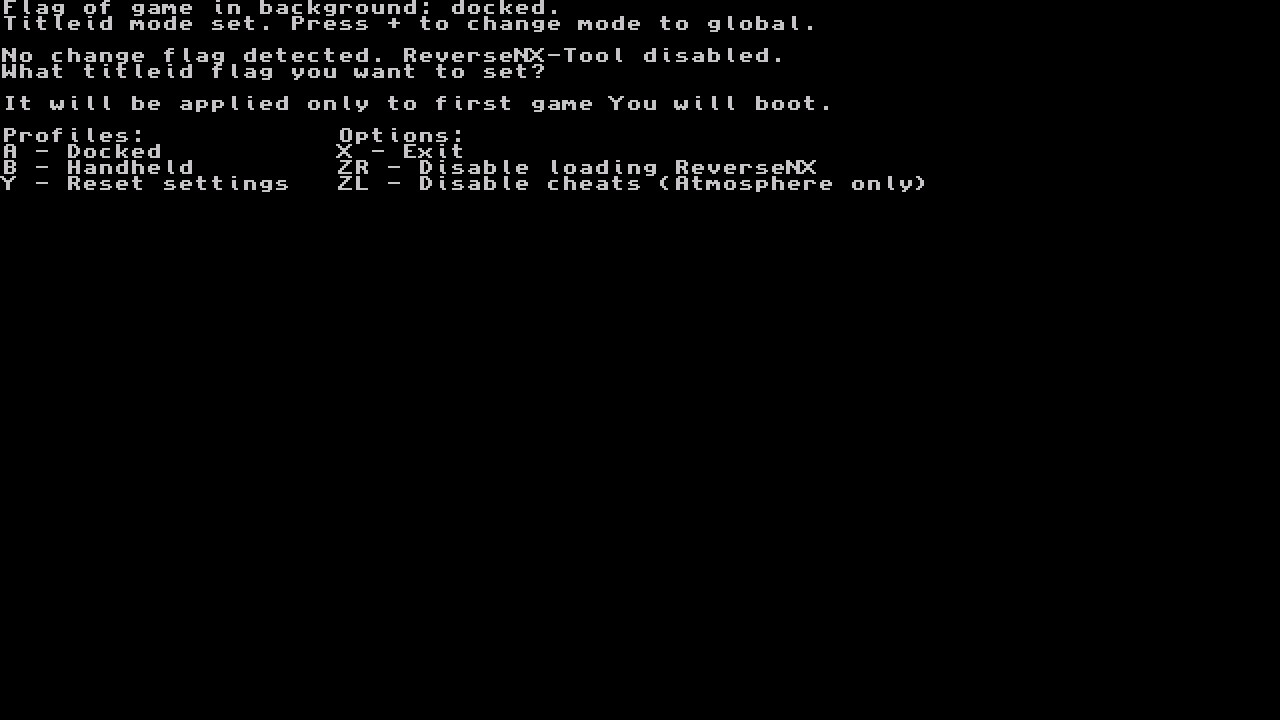 Flag of game in background: docked.
Titleid mode set. Press + to change mode to global.
No change flag detected. ReverseNX-Tool disabled.
What titleid flag you want to set?
It will be applied only to first game You will boot.
Profiles: Options:
A - Docked X - Exit
B - Handheld ZR - Disable loading ReverseNX
Y - Reset settings ZL - Disable cheats (Atmosphere only)